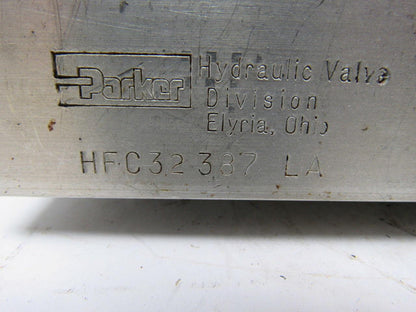 Parker
Hydraulic Valve
Division
Elyria, Ohio
HFC32387 LA